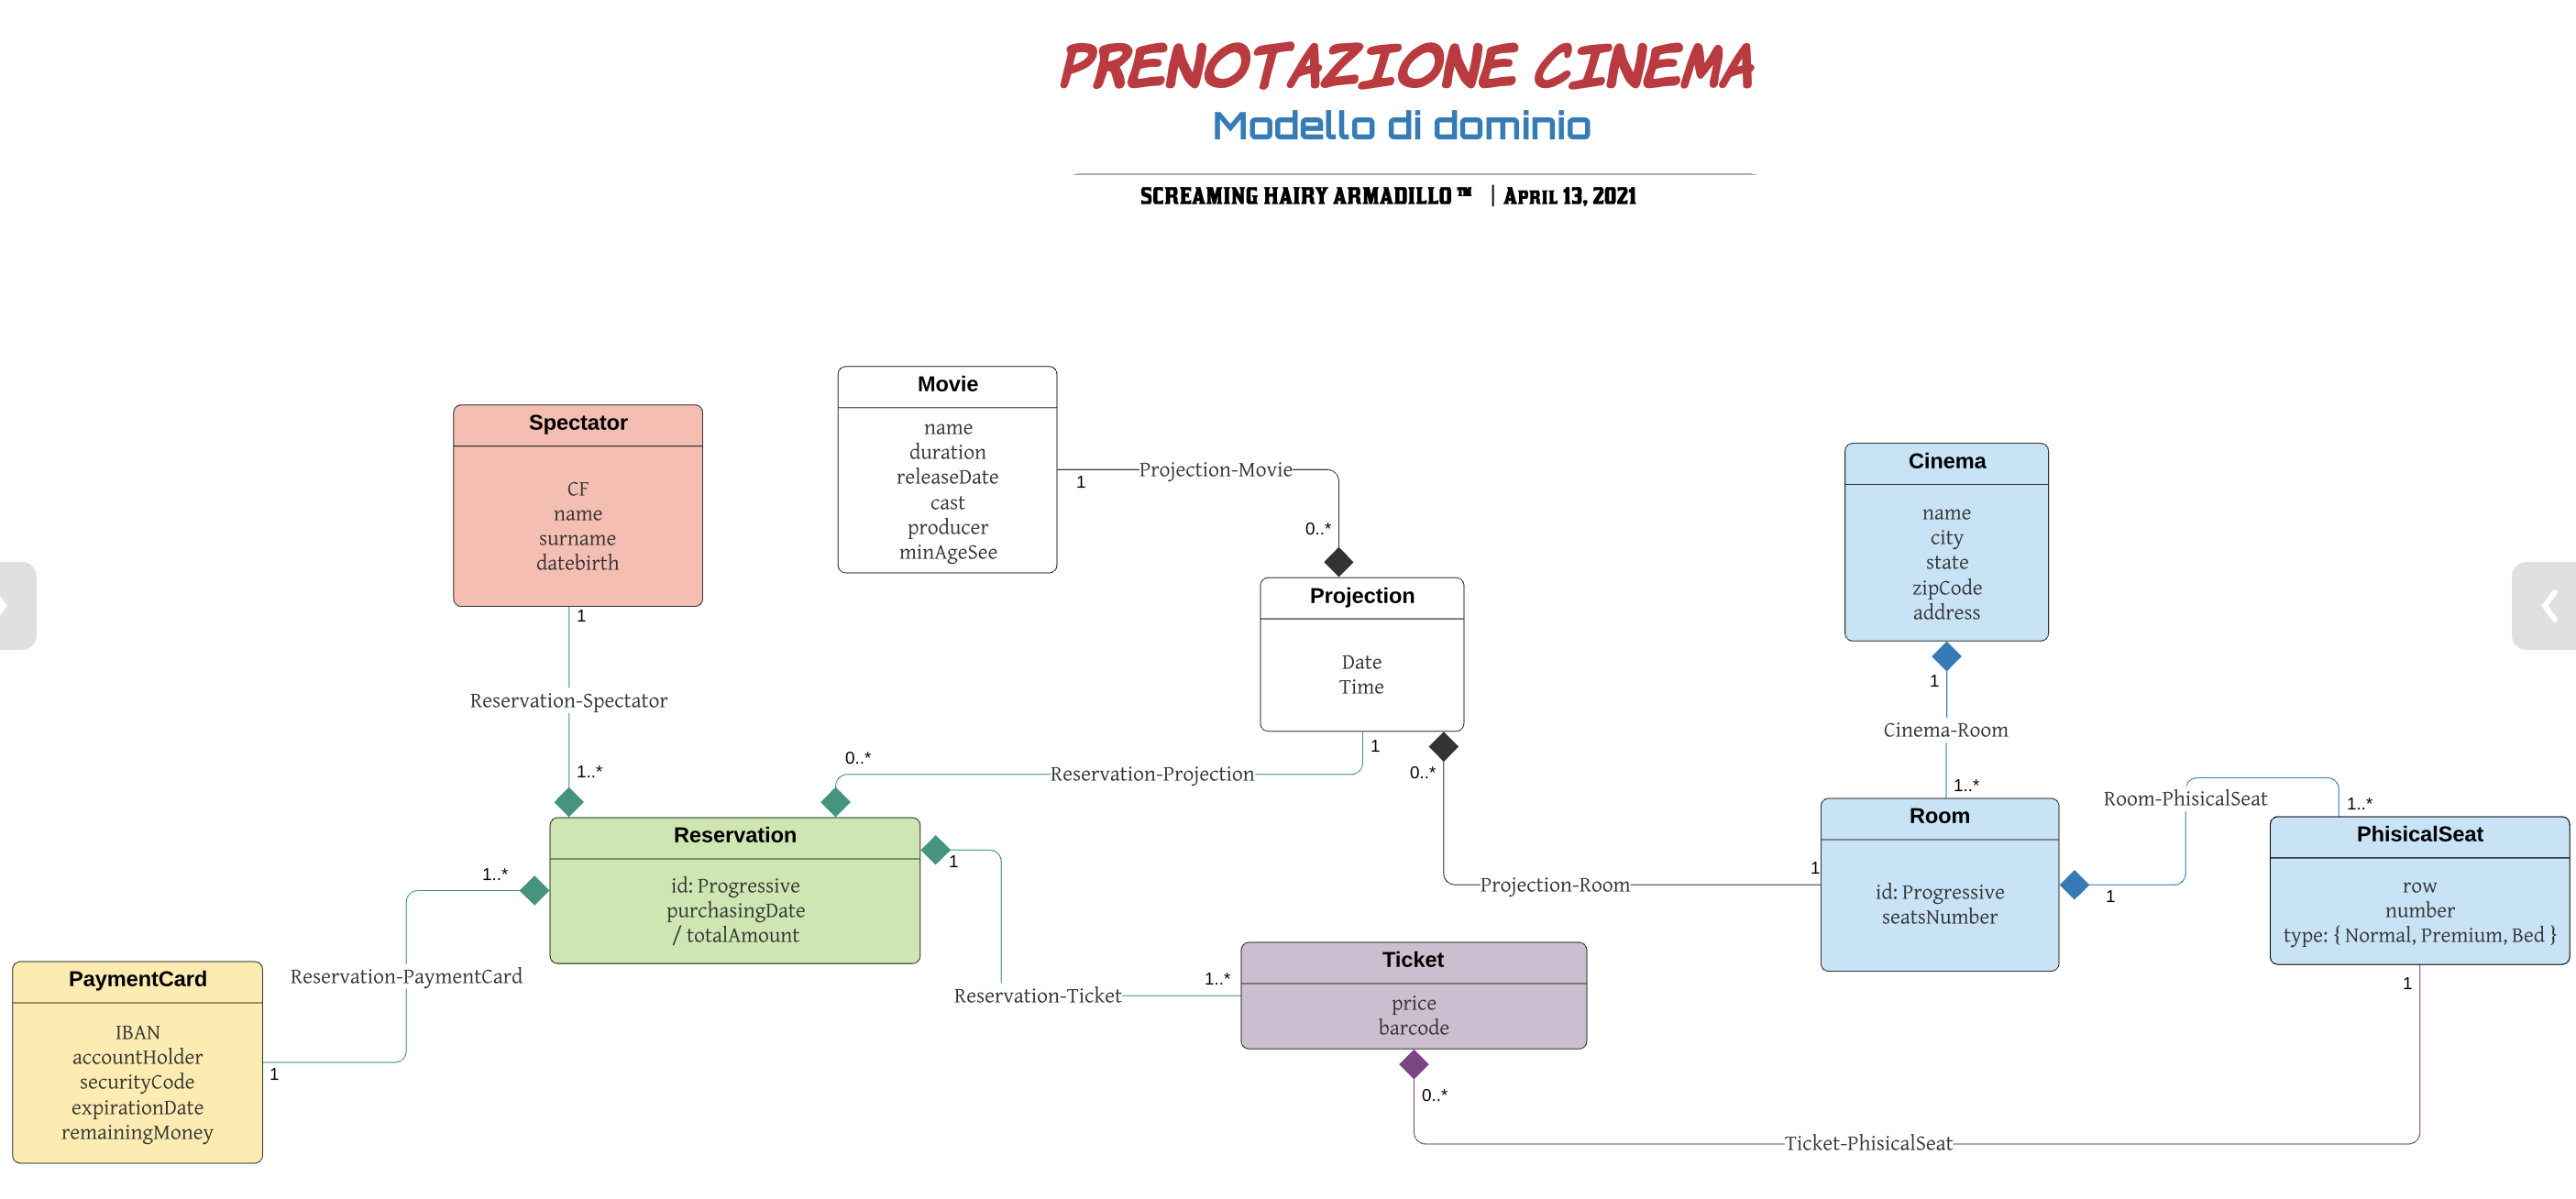 PRENOTAZIONE CINEMA
Modello di dominio
SCREAMING HAIRY ARMADILLO ™ | APRIL 13, 2021
Movie
name
duration
releaseDate
cast
producer
minAgeSee
Spectator
CF
name
surname
datebirth
1
Projection-Movie
0..*
Cinema
name
city
state
zipCode
address
Projection
Date
Time
1
Reservation-Spectator
1..*
1
Reservation-Projection
0..*
0..*
Projection-Room
1
1
Cinema-Room
1..*
Reservation
id: Progressive
purchasingDate
/ totalAmount
Room
id: Progressive
seatsNumber
Room-PhisicalSeat
1..*
1
PhisicalSeat
row
number
type: { Normal, Premium, Bed }
1..*
Reservation-PaymentCard
1
1
Reservation-Ticket
1..*
PaymentCard
IBAN
accountHolder
securityCode
expirationDate
remainingMoney
Ticket
price
barcode
0..*
Ticket-PhisicalSeat
1